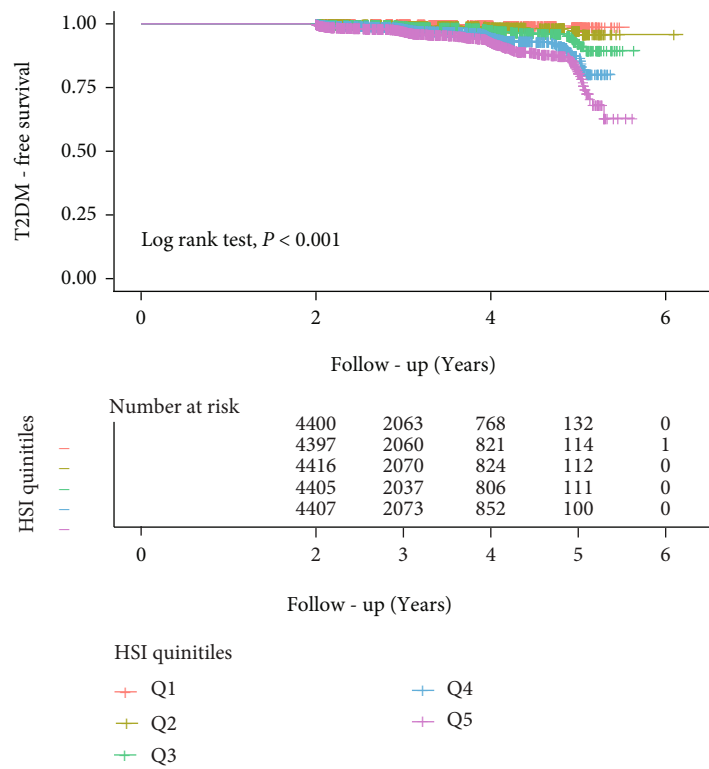 1.00
0.75
0.50
0.25
0.00
T2DM - free survival
Log rank test, P < 0.001
0 2 4 6
Follow - up (Years)
Number at risk
HSI quinitiles
4400 2063 768 132 0
4397 2060 821 114 1
4416 2070 824 112 0
4405 2037 806 111 0
4407 2073 852 100 0
0 2 3 4 5 6
Follow - up (Years)
HSI quinitiles
Q1
Q2
Q3
Q4
Q5